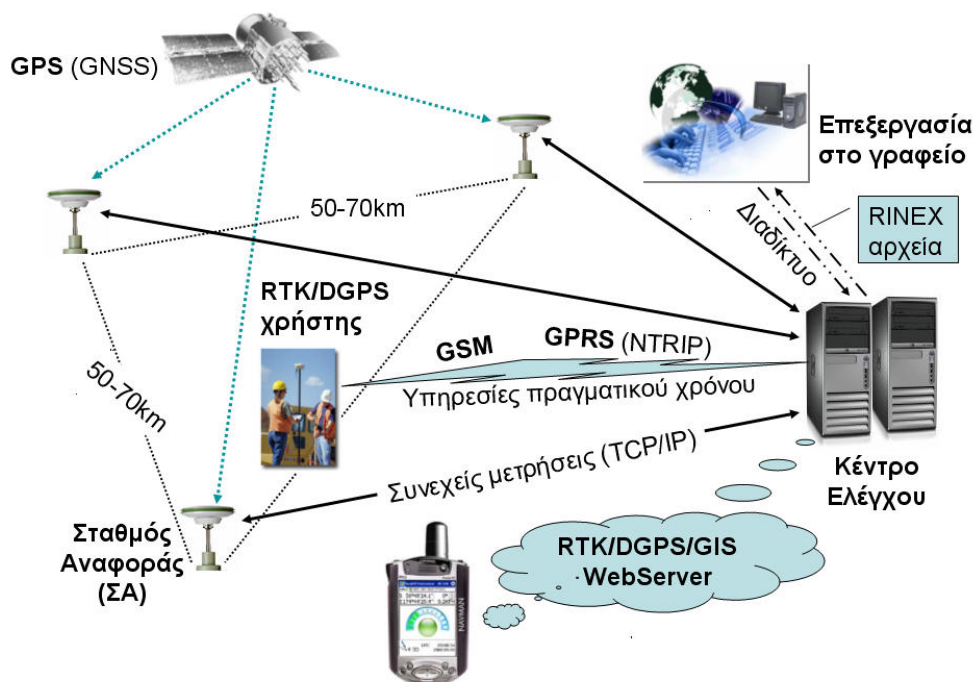 GPS (GNSS)
Επεξεργασία
στο γραφείο
50-70km
RINEX
αρχεία
Διαδίκτυο
RTK/DGPS
χρήστης
GSM
GPRS (NTRIP)
Υπηρεσίες πραγματικού χρόνου
50-70km
Συνεχείς μετρήσεις (TCP/IP)
Κέντρο
Ελέγχου
Σταθμός
Αναφοράς
(ΣΑ)
RTK/DGPS/GIS
WebServer
NAVMAN